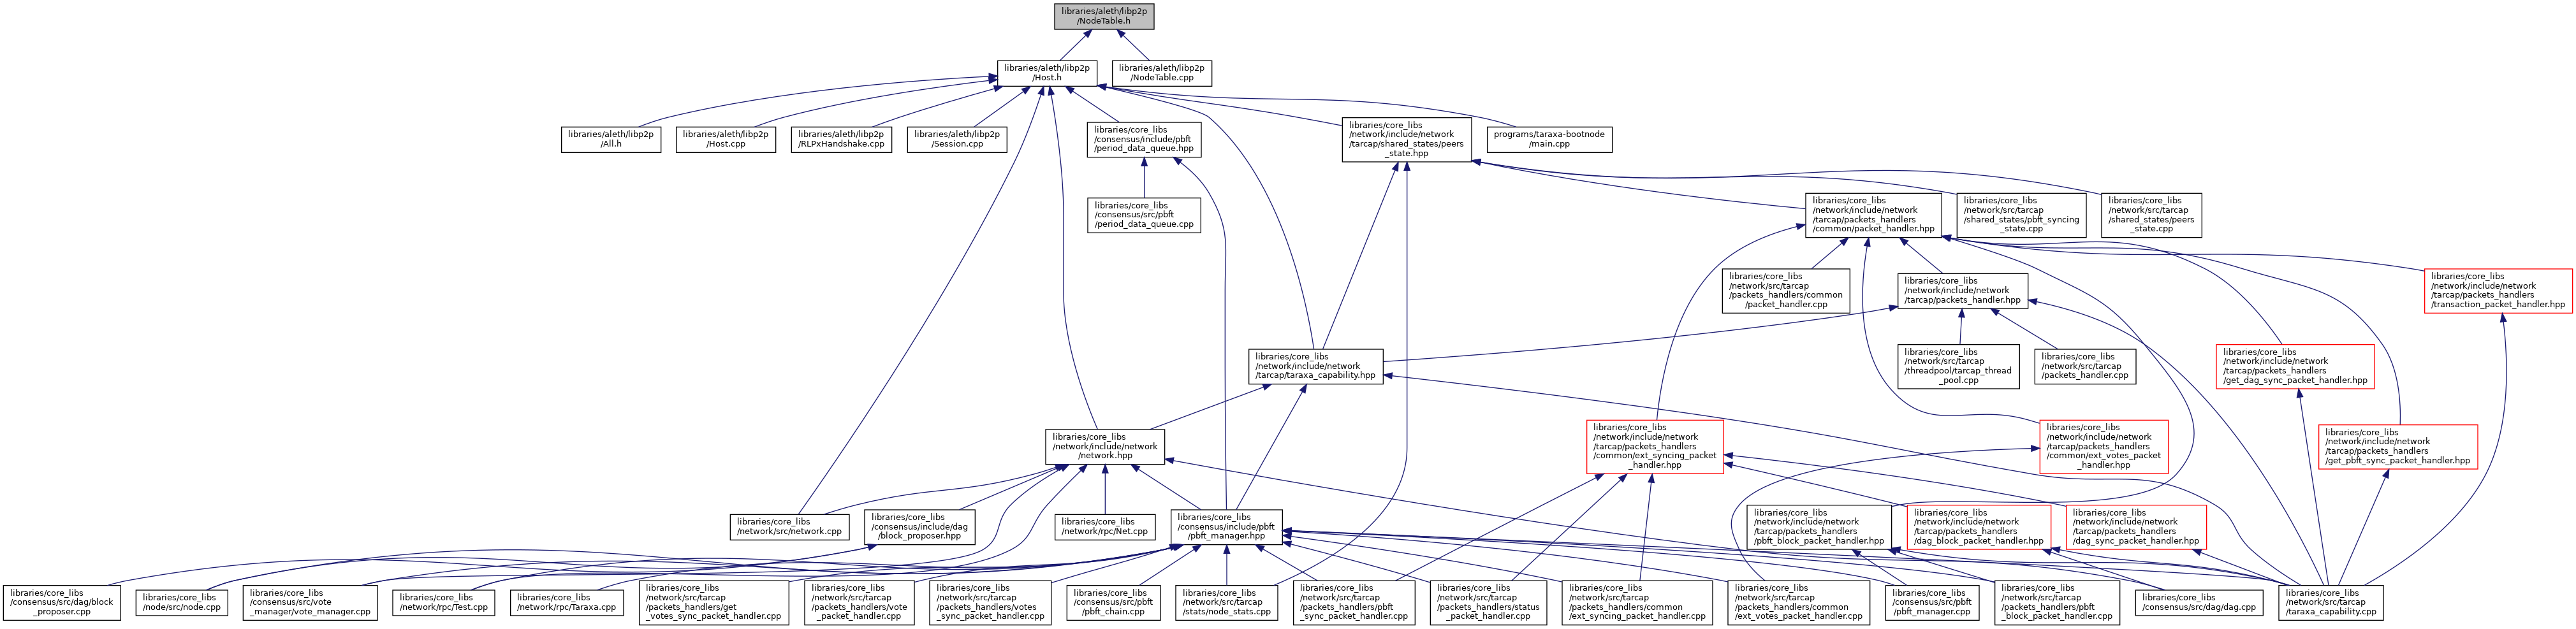 libraries/aleth/libp2p
/NodeTable.h
libraries/aleth/libp2p
/Host.h
libraries/aleth/libp2p
/NodeTable.cpp
libraries/aleth/libp2p
/All.h
libraries/aleth/libp2p
/Host.cpp
libraries/aleth/libp2p
/RLPxHandshake.cpp
libraries/aleth/libp2p
/Session.cpp
libraries/core_libs
/consensus/include/pbft
/period_data_queue.hpp
libraries/core_libs
/network/include/network
/tarcap/shared_states/peers
_state.hpp
programs/taraxa-bootnode
/main.cpp
libraries/core_libs
/consensus/src/pbft
/period_data_queue.cpp
libraries/core_libs
/network/include/network
/tarcap/packets_handlers
/common/packet_handler.hpp
libraries/core_libs
/network/src/tarcap
/shared_states/pbft_syncing
_state.cpp
libraries/core_libs
/network/src/tarcap
/shared_states/peers
_state.cpp
libraries/core_libs
/network/src/tarcap
/packets_handlers/common
/packet_handler.cpp
libraries/core_libs
/network/include/network
/tarcap/packets_handler.hpp
libraries/core_libs
/network/include/network
/tarcap/packets_handlers
/transaction_packet_handler.hpp
libraries/core_libs
/network/include/network
/tarcap/taraxa_capability.hpp
libraries/core_libs
/network/src/tarcap
/threadpool/tarcap_thread
_pool.cpp
libraries/core_libs
/network/src/tarcap
/packets_handler.cpp
libraries/core_libs
/network/include/network
/tarcap/packets_handlers
/get_dag_sync_packet_handler.hpp
libraries/core_libs
/network/include/network
/network.hpp
libraries/core_libs
/network/include/network
/tarcap/packets_handlers
/common/ext_syncing_packet
_handler.hpp
libraries/core_libs
/network/include/network
/tarcap/packets_handlers
/common/ext_votes_packet
_handler.hpp
libraries/core_libs
/network/include/network
/tarcap/packets_handlers
/get_pbft_sync_packet_handler.hpp
libraries/core_libs
/network/src/network.cpp
libraries/core_libs
/consensus/include/dag
/block_proposer.hpp
libraries/core_libs
/network/rpc/Net.cpp
libraries/core_libs
/consensus/include/pbft
/pbft_manager.hpp
libraries/core_libs
/network/include/network
/tarcap/packets_handlers
/pbft_block_packet_handler.hpp
libraries/core_libs
/network/include/network
/tarcap/packets_handlers
/dag_block_packet_handler.hpp
libraries/core_libs
/network/include/network
/tarcap/packets_handlers
/dag_sync_packet_handler.hpp
libraries/core_libs
/consensus/src/dag/block
_proposer.cpp
libraries/core_libs
/node/src/node.cpp
libraries/core_libs
/consensus/src/vote
_manager/vote_manager.cpp
libraries/core_libs
/network/rpc/Test.cpp
libraries/core_libs
/network/rpc/Taraxa.cpp
libraries/core_libs
/network/src/tarcap
/packets_handlers/get
_votes_sync_packet_handler.cpp
libraries/core_libs
/network/src/tarcap
/packets_handlers/vote
_packet_handler.cpp
libraries/core_libs
/network/src/tarcap
/packets_handlers/votes
_sync_packet_handler.cpp
libraries/core_libs
/consensus/src/pbft
/pbft_chain.cpp
libraries/core_libs
/network/src/tarcap
/stats/node_stats.cpp
libraries/core_libs
/network/src/tarcap
/packets_handlers/pbft
_sync_packet_handler.cpp
libraries/core_libs
/network/src/tarcap
/packets_handlers/status
_packet_handler.cpp
libraries/core_libs
/network/src/tarcap
/packets_handlers/common
/ext_syncing_packet_handler.cpp
libraries/core_libs
/network/src/tarcap
/packets_handlers/common
/ext_votes_packet_handler.cpp
libraries/core_libs
/consensus/src/pbft
/pbft_manager.cpp
libraries/core_libs
/network/src/tarcap
/packets_handlers/pbft
_block_packet_handler.cpp
libraries/core_libs
/consensus/src/dag/dag.cpp
libraries/core_libs
/network/src/tarcap
/taraxa_capability.cpp